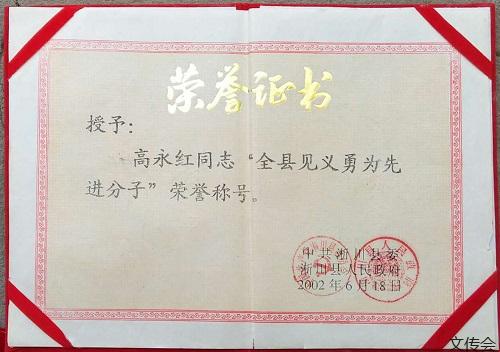 荣誉证书
授予：
高永红同志“全县见义勇为先
进分子”荣誉称号。
中共淅川县委
淅川县人民政府
2002年6月18日
文传会